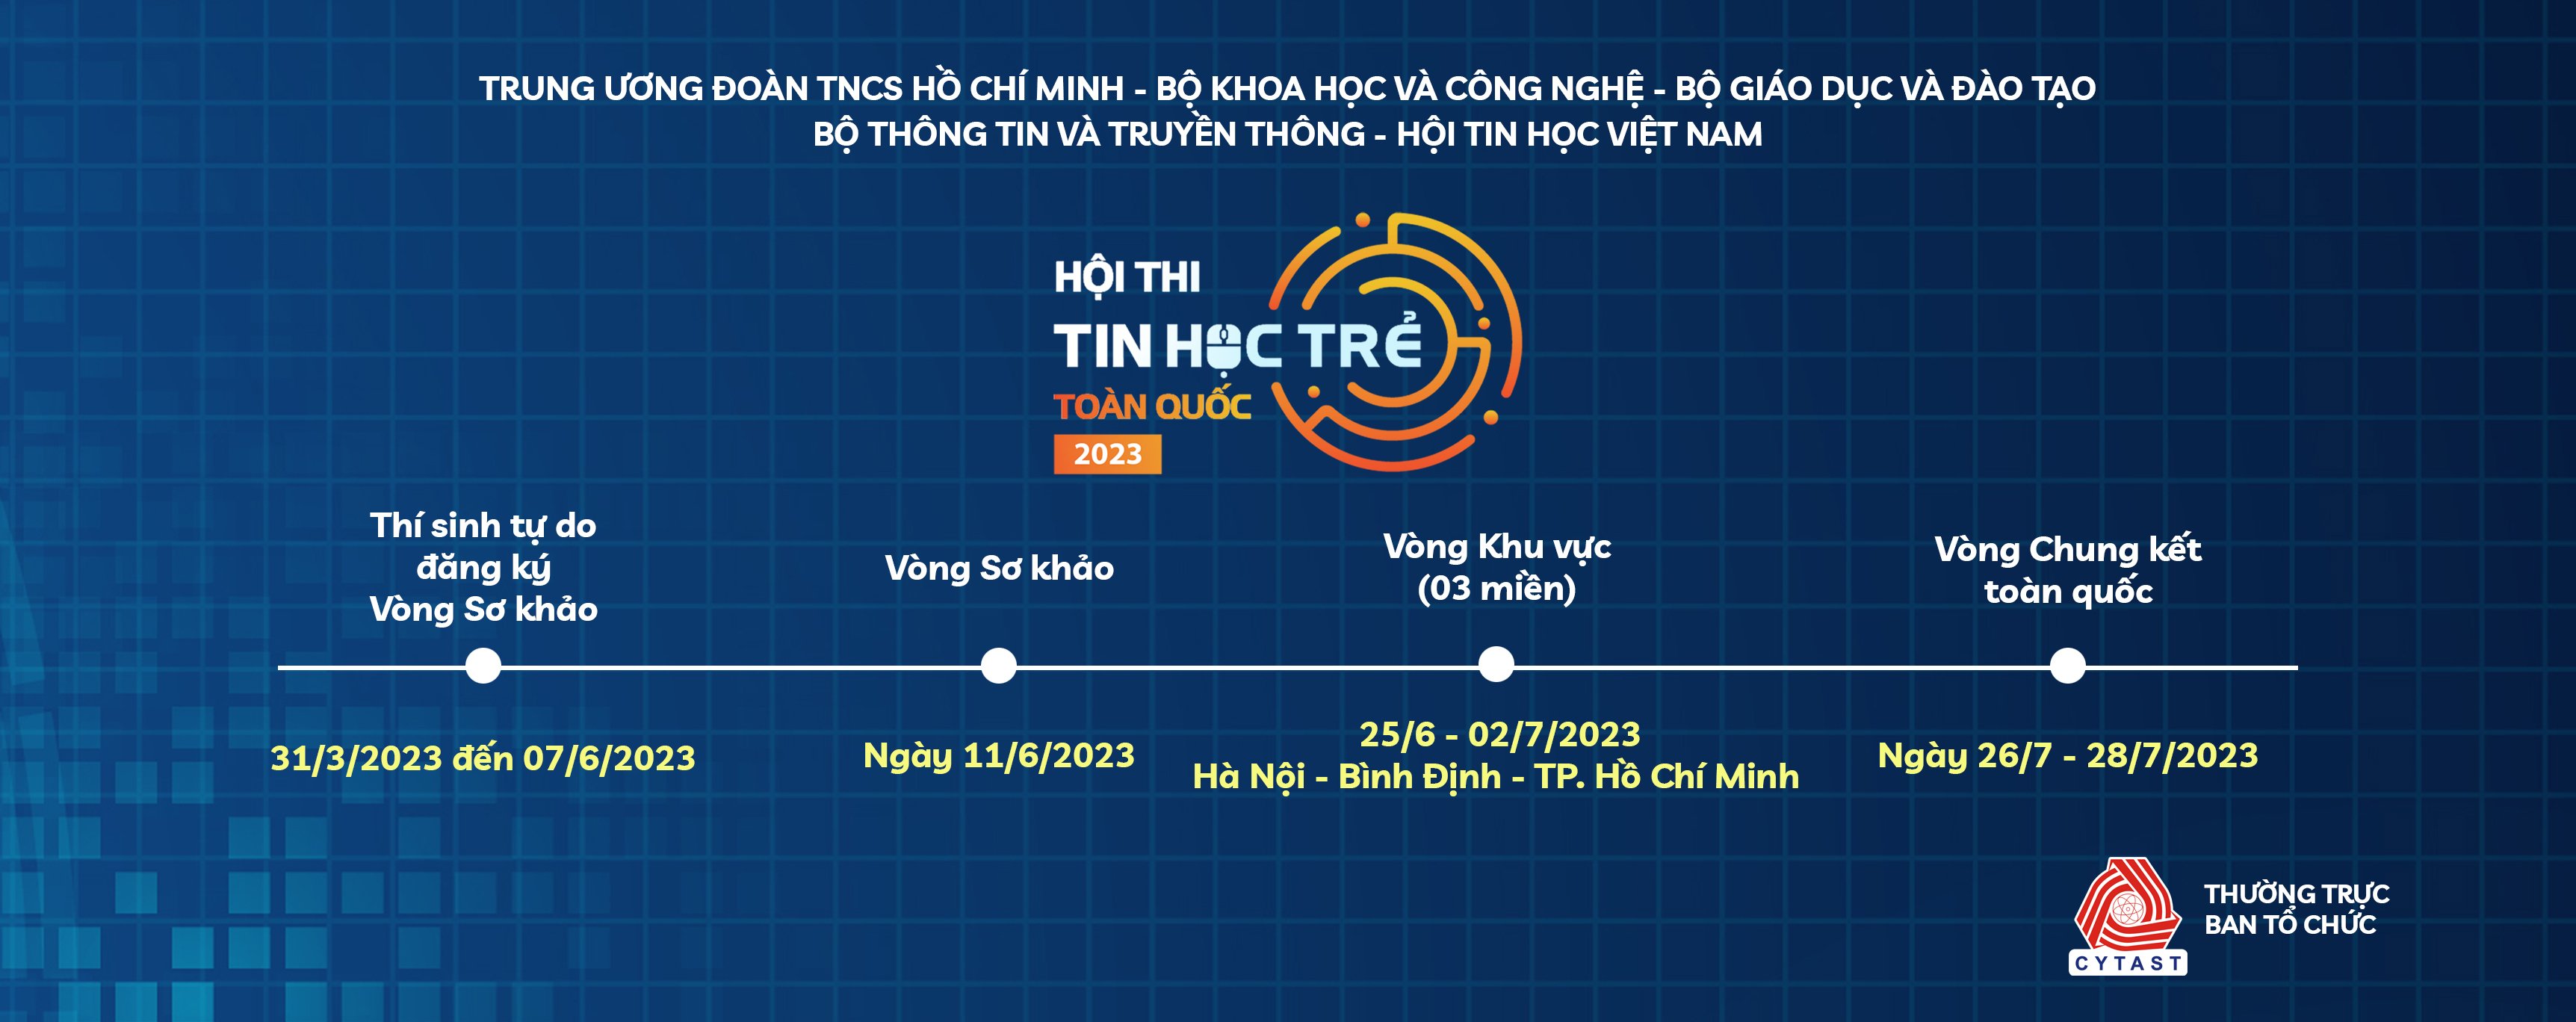 TRUNG ƯƠNG ĐOÀN TNCS HỒ CHÍ MINH - BỘ KHOA HỌC VÀ CÔNG NGHỆ - BỘ GIÁO DỤC VÀ ĐÀO TẠO
BỘ THÔNG TIN VÀ TRUYỀN THÔNG - HỘI TIN HỌC VIỆT NAM
HỘI THI
TIN HỌC TRẺ
TOÀN QUỐC
2023
Thí sinh tự do
đăng ký
Vòng Sơ khảo
31/3/2023 đến 07/6/2023
Vòng Sơ khảo
Ngày 11/6/2023
Vòng Khu vực
(03 miền)
25/6 - 02/7/2023
Hà Nội - Bình Định - TP. Hồ Chí Minh
Vòng Chung kết
toàn quốc
Ngày 26/7 - 28/7/2023
CYTAST
THƯỜNG TRỰC
BAN TỔ CHỨC